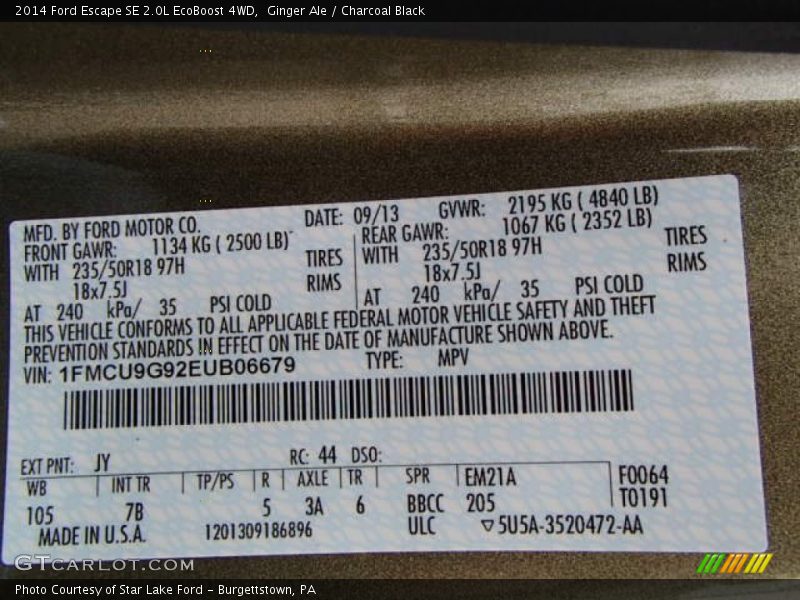 2014 Ford Escape SE 2.0L EcoBoost 4WD,  Ginger Ale / Charcoal Black
MFD. BY FORD MOTOR CO. DATE: 09/13 GVWR: 2195 KG ( 4840 LB)
FRONT GAWR: 1134 KG ( 2500 LB) REAR GAWR: 1067 KG ( 2352 LB)
WITH 235/50R18 97H TIRES WITH 235/50R18 97H TIRES
18x7.5J RIMS 18x7.5J RIMS
AT 240 kPa/ 35 PSI COLD AT 240 kPa/ 35 PSI COLD
THIS VEHICLE CONFORMS TO ALL APPLICABLE FEDERAL MOTOR VEHICLE SAFETY AND THEFT
PREVENTION STANDARDS IN EFFECT ON THE DATE OF MANUFACTURE SHOWN ABOVE.
VIN: 1FMCU9G92EUB06679 TYPE: MPV
EXT PNT: JY RC: 44 DSO:
WB INT TR TP/PS R AXLE TR SPR EM21A F0064
105 7B 5 3A 6 BBCC 205 T0191
MADE IN U.S.A. 1201309186896 ULC ▽5U5A-3520472-AA
GTCARLOT.COM
Photo Courtesy of Star Lake Ford - Burgettstown, PA